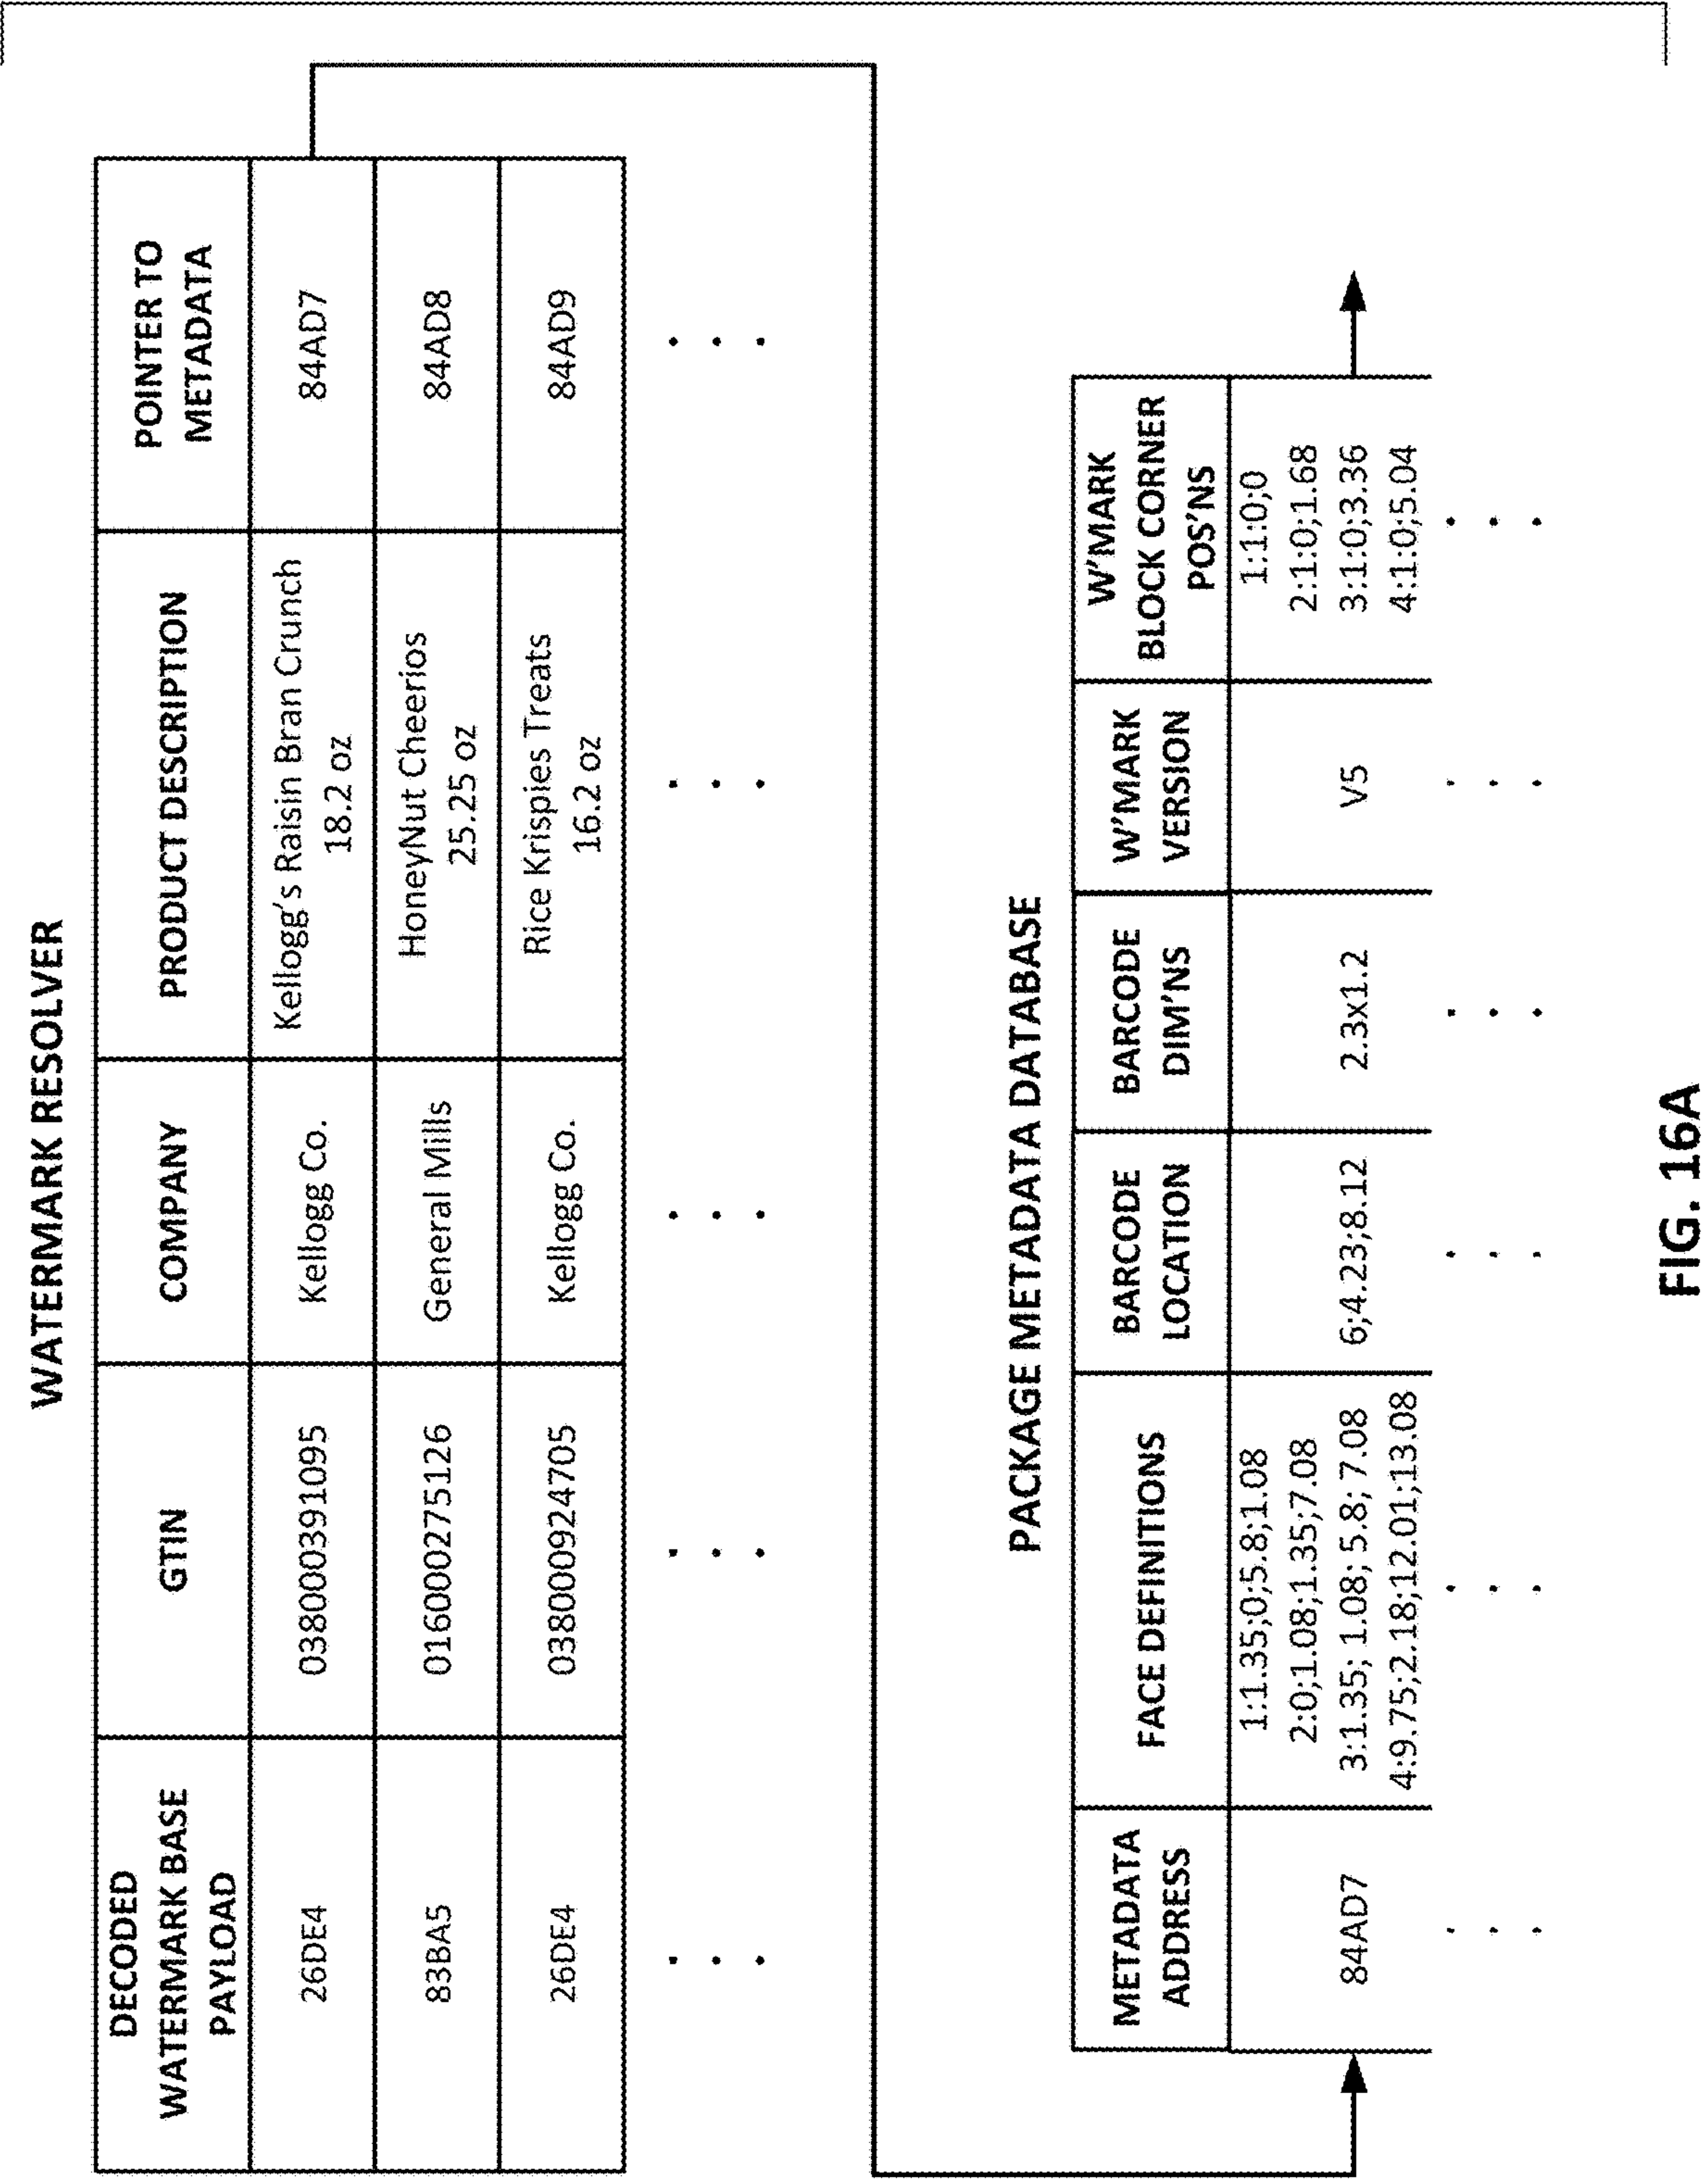 WATERMARK RESOLVER
DECODED
WATERMARK BASE
PAYLOAD
GTIN
COMPANY
PRODUCT DESCRIPTION
POINTER TO
METADATA
26DE4
038000391095
Kellogg Co.
Kellogg's Raisin Bran Crunch
18.2 oz
84AD7
83BA5
016000275126
General Mills
HoneyNut Cheerios
25.25 oz
84AD8
26DE4
038000924705
Kellogg Co.
Rice Krispies Treats
16.2 oz
84AD9
PACKAGE METADATA DATABASE
METADATA
ADDRESS
FACE DEFINITIONS
BARCODE
LOCATION
BARCODE
DIM'NS
W'MARK
VERSION
W'MARK
BLOCK CORNER
POS'NS
84AD7
1:1.35;0;5.8;1.08
2:0;1.08;1.35;7.08
3:1.35; 1.08; 5.8; 7.08
4:9.75;2.18;12.01;13.08
6;4.23;8.12
2.3x1.2
V5
1:1:0;0
2:1:0;1.68
3:1:0;3.36
4:1:0;5.04
FIG. 16A